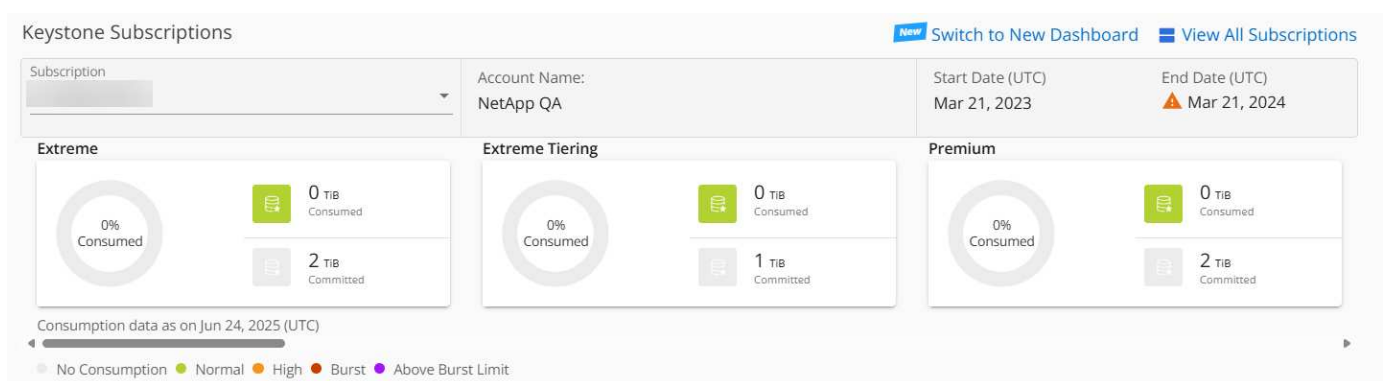 Keystone Subscriptions
New Switch to New Dashboard View All Subscriptions
Subscription
Account Name:
NetApp QA
Start Date (UTC)
Mar 21, 2023
End Date (UTC)
Mar 21, 2024
Extreme
0%
Consumed
0 TiB
Consumed
2 TiB
Committed
Extreme Tiering
0%
Consumed
0 TiB
Consumed
1 TiB
Committed
Premium
0%
Consumed
0 TiB
Consumed
2 TiB
Committed
Consumption data as on Jun 24, 2025 (UTC)
No Consumption Normal High Burst Above Burst Limit